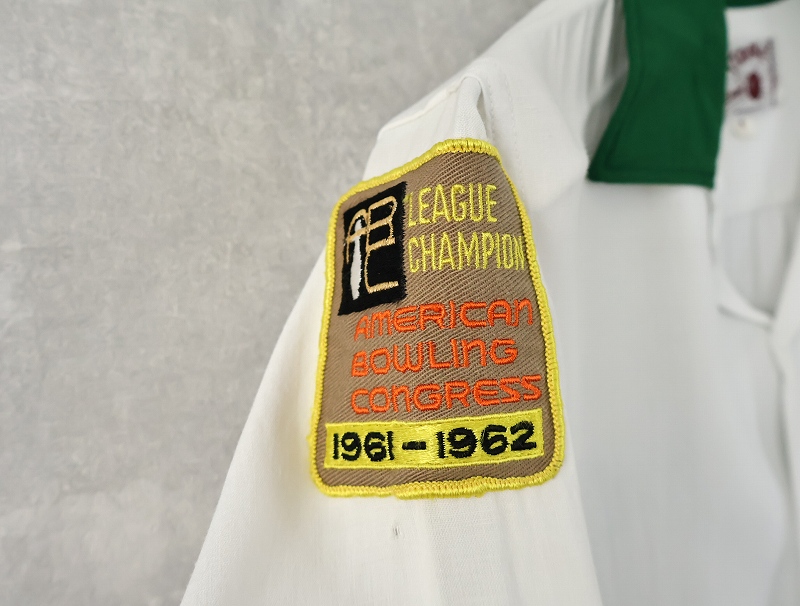 ABC
LEAGUE
CHAMPION
AMERICAN
BOWLING
CONGRESS
1961-1962